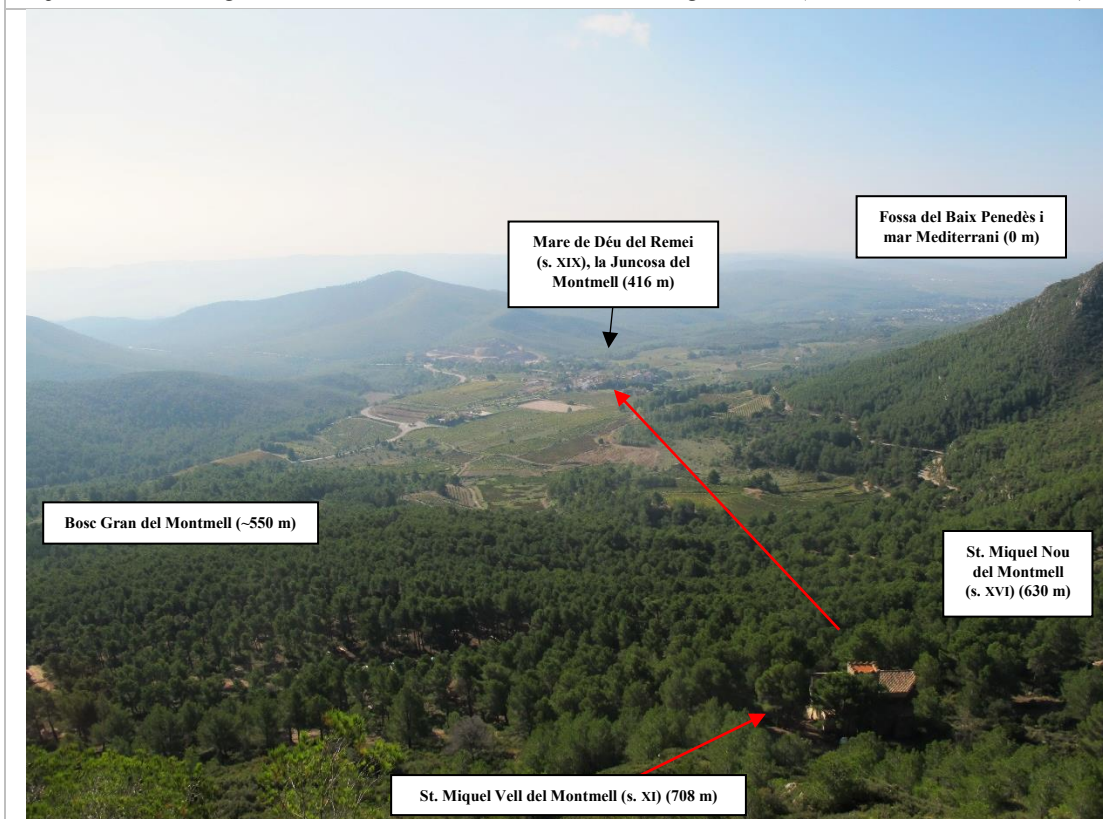 Fossa del Baix Penedès i
mar Mediterrani (0 m)
Mare de Déu del Remei
(s. XIX), la Juncosa del
Montmell (416 m)
Bosc Gran del Montmell (~550 m)
St. Miquel Nou
del Montmell
(s. XVI) (630 m)
St. Miquel Vell del Montmell (s. XI) (708 m)